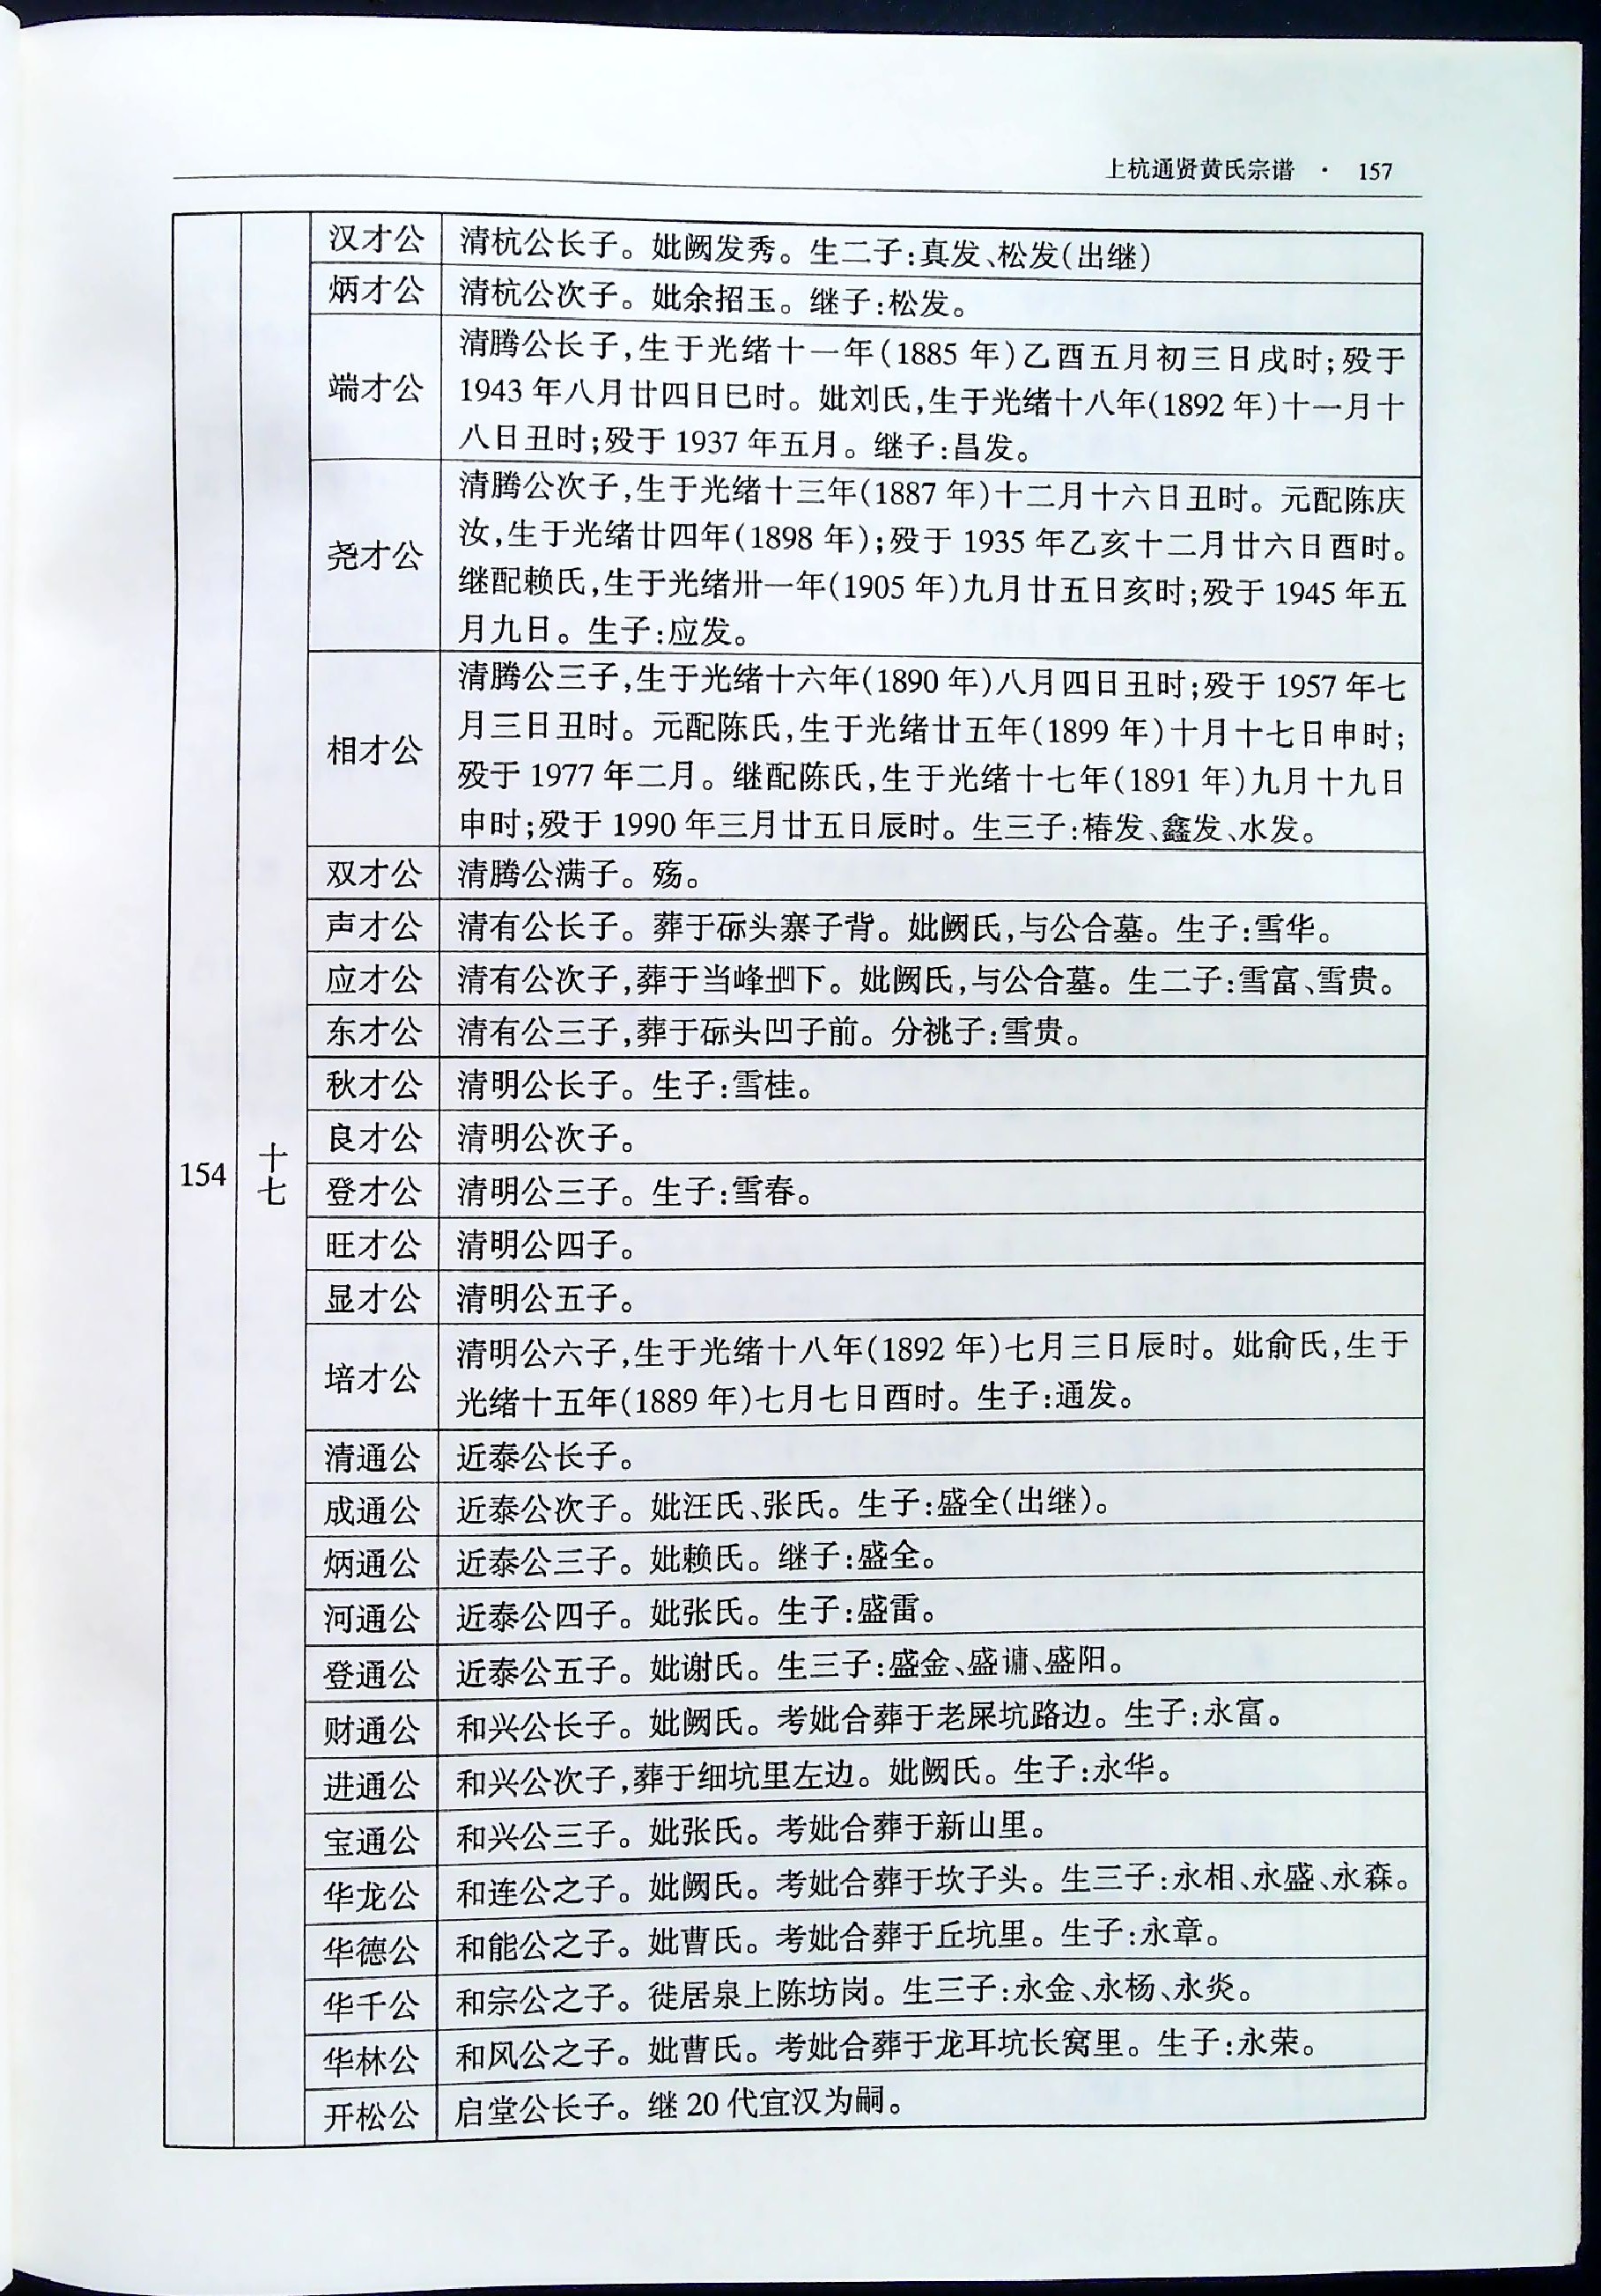 上杭通贤黄氏宗谱 · 157
154
十七
汉才公 清杭公长子。妣阙发秀。生二子:真发、松发(出继)
炳才公 清杭公次子。妣余招玉。继子:松发。
端才公 清腾公长子,生于光绪十一年(1885 年)乙酉五月初三日戌时;殁于
1943 年八月廿四日巳时。妣刘氏,生于光绪十八年(1892 年)十一月十
八日丑时;殁于 1937 年五月。继子:昌发。
尧才公 清腾公次子,生于光绪十三年(1887 年)十二月十六日丑时。元配陈庆
汝,生于光绪廿四年(1898 年);殁于 1935 年乙亥十二月廿六日酉时。
继配赖氏,生于光绪卅一年(1905 年)九月廿五日亥时;殁于 1945 年五
月九日。生子:应发。
相才公 清腾公三子,生于光绪十六年(1890 年)八月四日丑时;殁于 1957 年七
月三日丑时。元配陈氏,生于光绪廿五年(1899 年)十月十七日申时;
殁于 1977 年二月。继配陈氏,生于光绪十七年(1891 年)九月十九日
申时;殁于 1990 年三月廿五日辰时。生三子:椿发、鑫发、水发。
双才公 清腾公满子。殇。
声才公 清有公长子。葬于头寨子背。妣阙氏,与公合墓。生子:雪华。
应才公 清有公次子,葬于当峰下。妣阙氏,与公合墓。生二子:雪富、雪贵。
东才公 清有公三子,葬于头凹子前。分祧子:雪贵。
秋才公 清明公长子。生子:雪桂。
良才公 清明公次子。
登才公 清明公三子。生子:雪春。
旺才公 清明公四子。
显才公 清明公五子。
培才公 清明公六子,生于光绪十八年(1892 年)七月三日辰时。妣俞氏,生于
光绪十五年(1889 年)七月七日酉时。生子:通发。
清通公 近泰公长子。
成通公 近泰公次子。妣汪氏、张氏。生子:盛全(出继)。
炳通公 近泰公三子。妣赖氏。继子:盛全。
河通公 近泰公四子。妣张氏。生子:盛雷。
登通公 近泰公五子。妣谢氏。生三子:盛金、盛、盛阳。
财通公 和兴公长子。妣阙氏。考妣合葬于老屎坑路边。生子:永富。
进通公 和兴公次子,葬于细坑里左边。妣阙氏。生子:永华。
宝通公 和兴公三子。妣张氏。考妣合葬于新山里。
华龙公 和连公之子。妣阙氏。考妣合葬于坎子头。生三子:永相、永盛、永森。
华德公 和能公之子。妣曹氏。考妣合葬于丘坑里。生子:永章。
华千公 和宗公之子。徙居泉上陈坊岗。生三子:永金、永杨、永炎。
华林公 和风公之子。妣曹氏。考妣合葬于龙耳坑长窝里。生子:永荣。
开松公 启堂公长子。继 20 代宜汉为嗣。